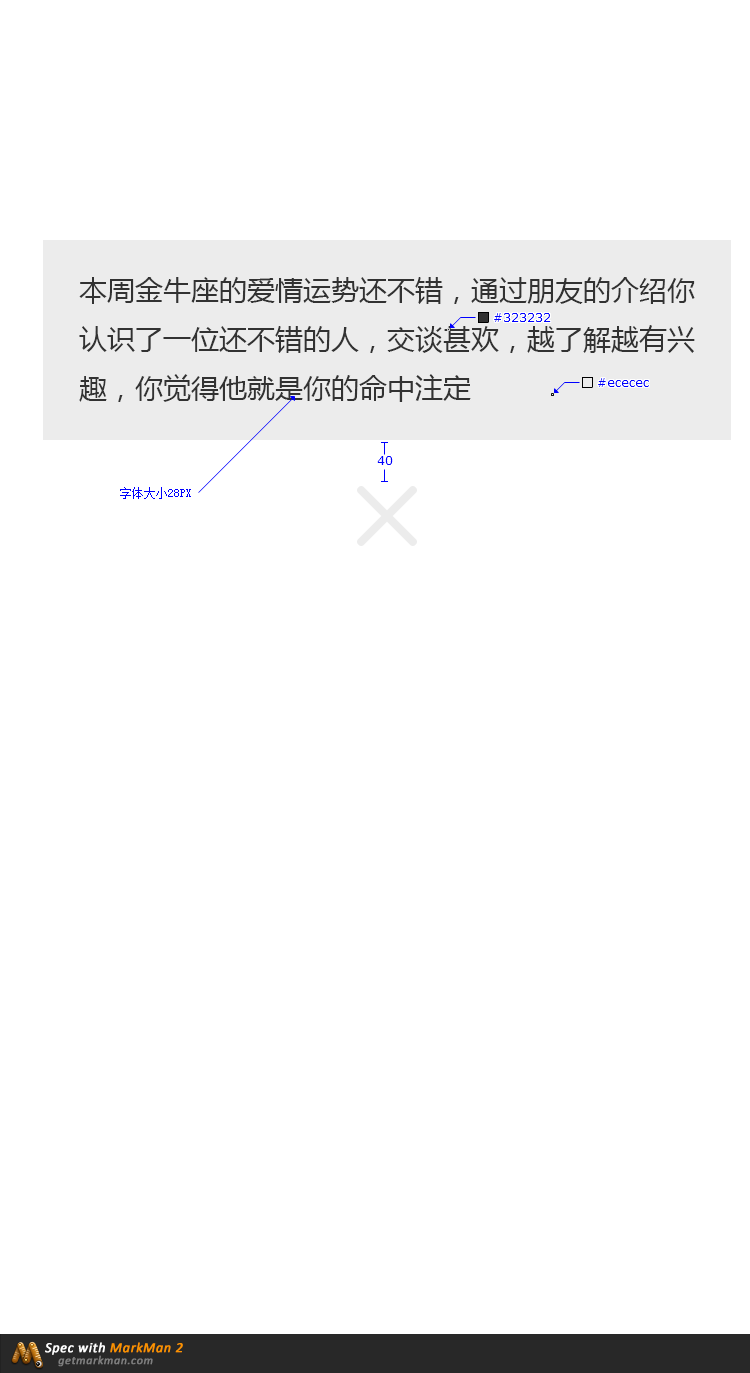 本周金牛座的爱情运势还不错，通过朋友的介绍你
#323232
认识了一位还不错的人，交谈甚欢，越了解越有兴
#ececec
趣，你觉得他就是你的命中注定
40
字体大小28PX
Spec with MarkMan 2
getmarkman.com